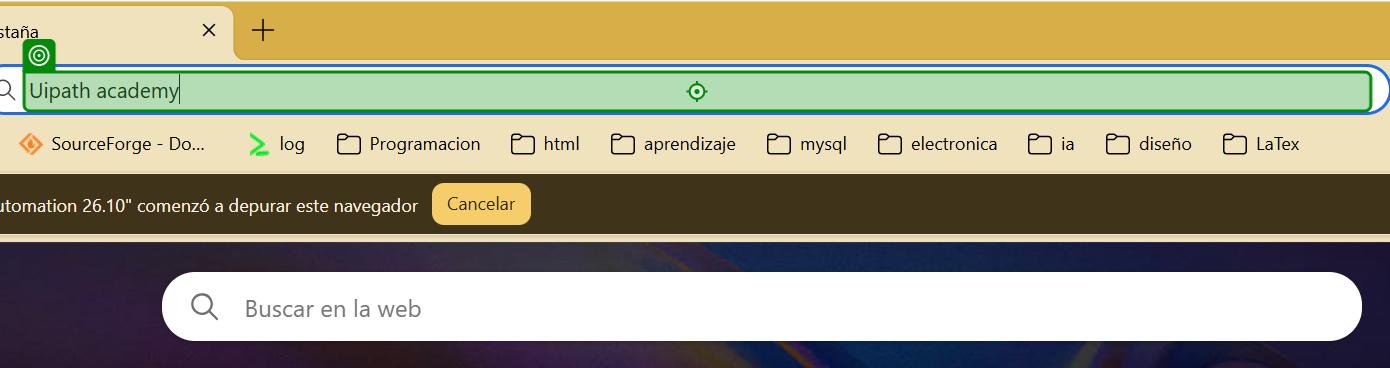 staña
Uipath academy
SourceForge - Do... log Programacion html aprendizaje mysql electronica ia diseño LaTex
utomation 26.10" comenzó a depurar este navegador Cancelar
Buscar en la web